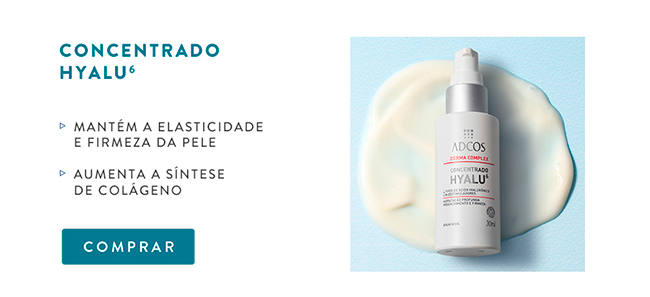 CONCENTRADO
HYALU⁶
MANTÉM A ELASTICIDADE
E FIRMEZA DA PELE
AUMENTA A SÍNTESE
DE COLÁGENO
COMPRAR
ADCOS
DERMA COMPLEX
CONCENTRADO
HYALU⁶
30ml